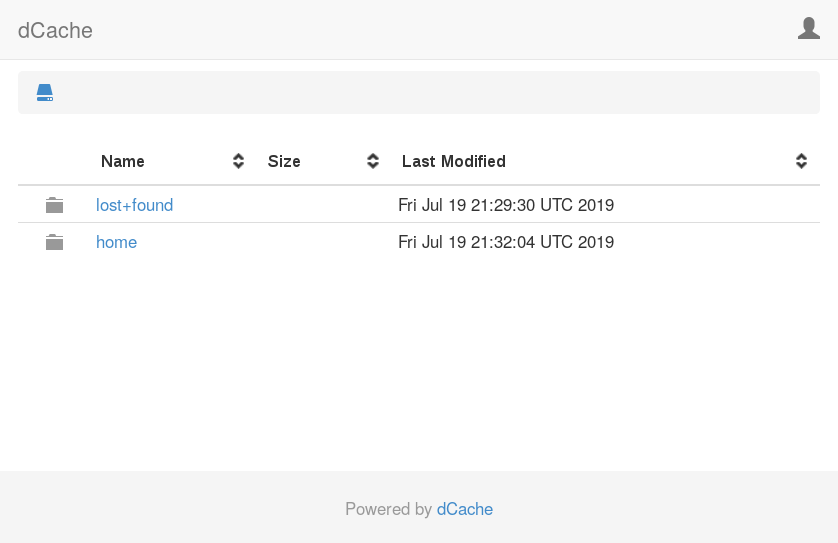 dCache
Name Size Last Modified
lost+found Fri Jul 19 21:29:30 UTC 2019
home Fri Jul 19 21:32:04 UTC 2019
Powered by dCache